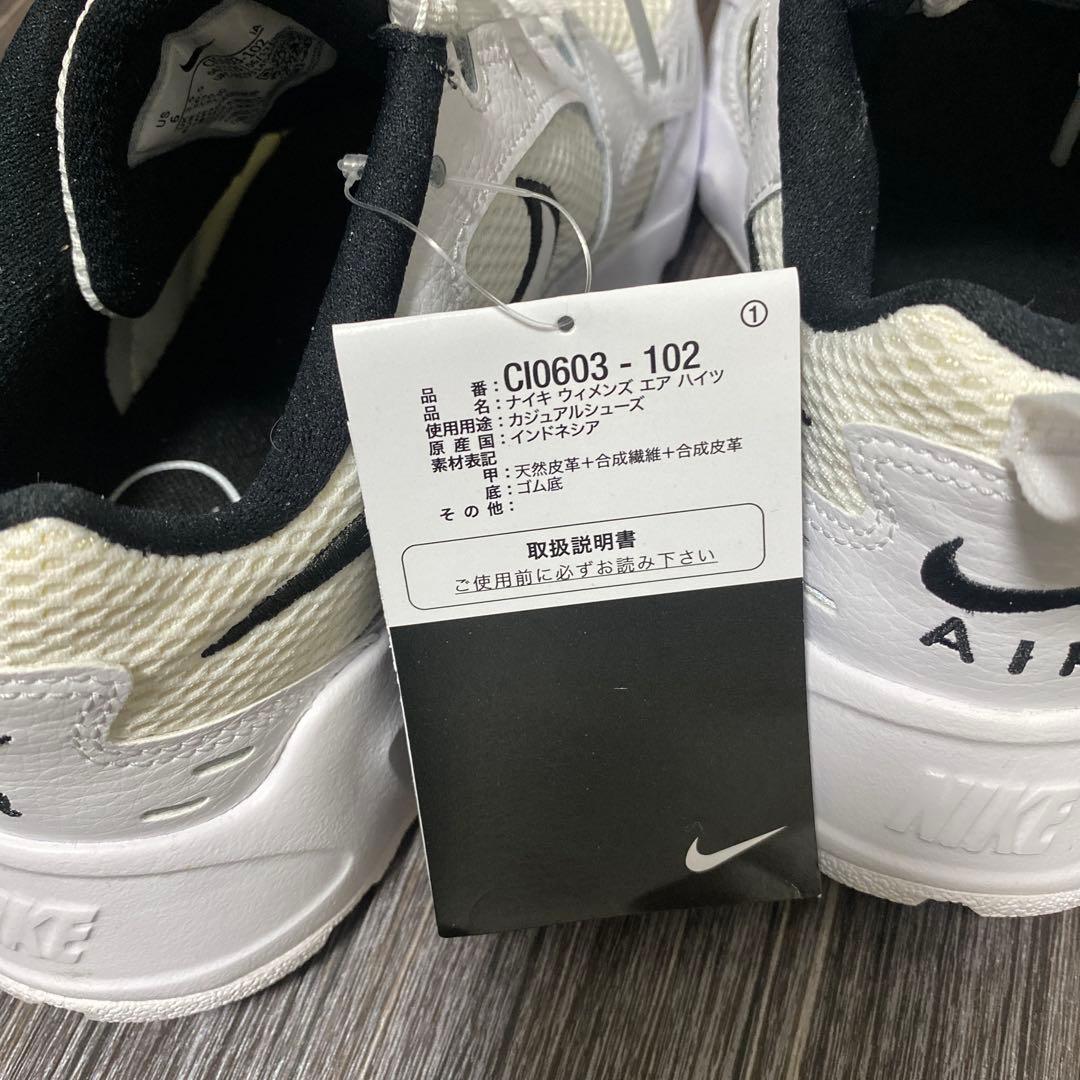 US
6
102
①
品番：CI0603 - 102
品名：ナイキ ウィメンズ エア ハイツ
使用用途：カジュアルシューズ
原産国：インドネシア
素材表記
甲：天然皮革＋合成繊維＋合成皮革
底：ゴム底
その他：
取扱説明書
ご使用前に必ずお読み下さい
AIR
NIKE
NIKE